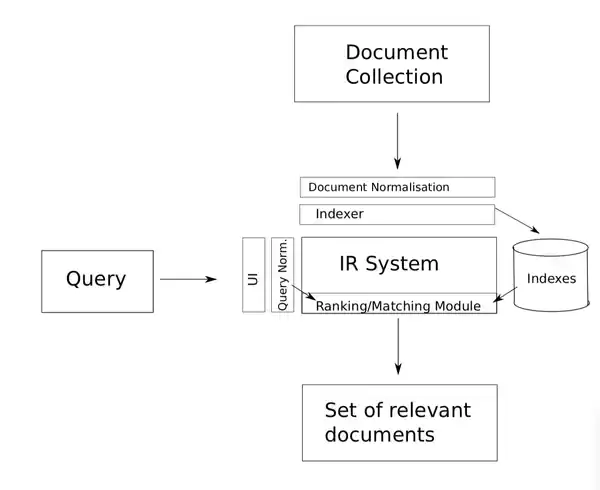 Document
Collection
Document Normalisation
Indexer
Query
UI
Query Norm.
IR System
Ranking/Matching Module
Indexes
Set of relevant
documents